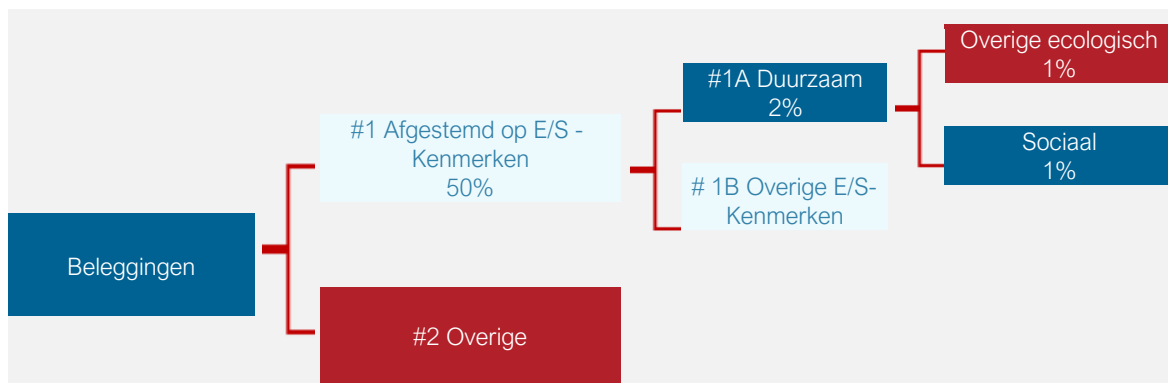 Beleggingen
#1 Afgestemd op E/S -
Kenmerken
50%
#2 Overige
#1A Duurzaam
2%
# 1B Overige E/S-
Kenmerken
Overige ecologisch
1%
Sociaal
1%